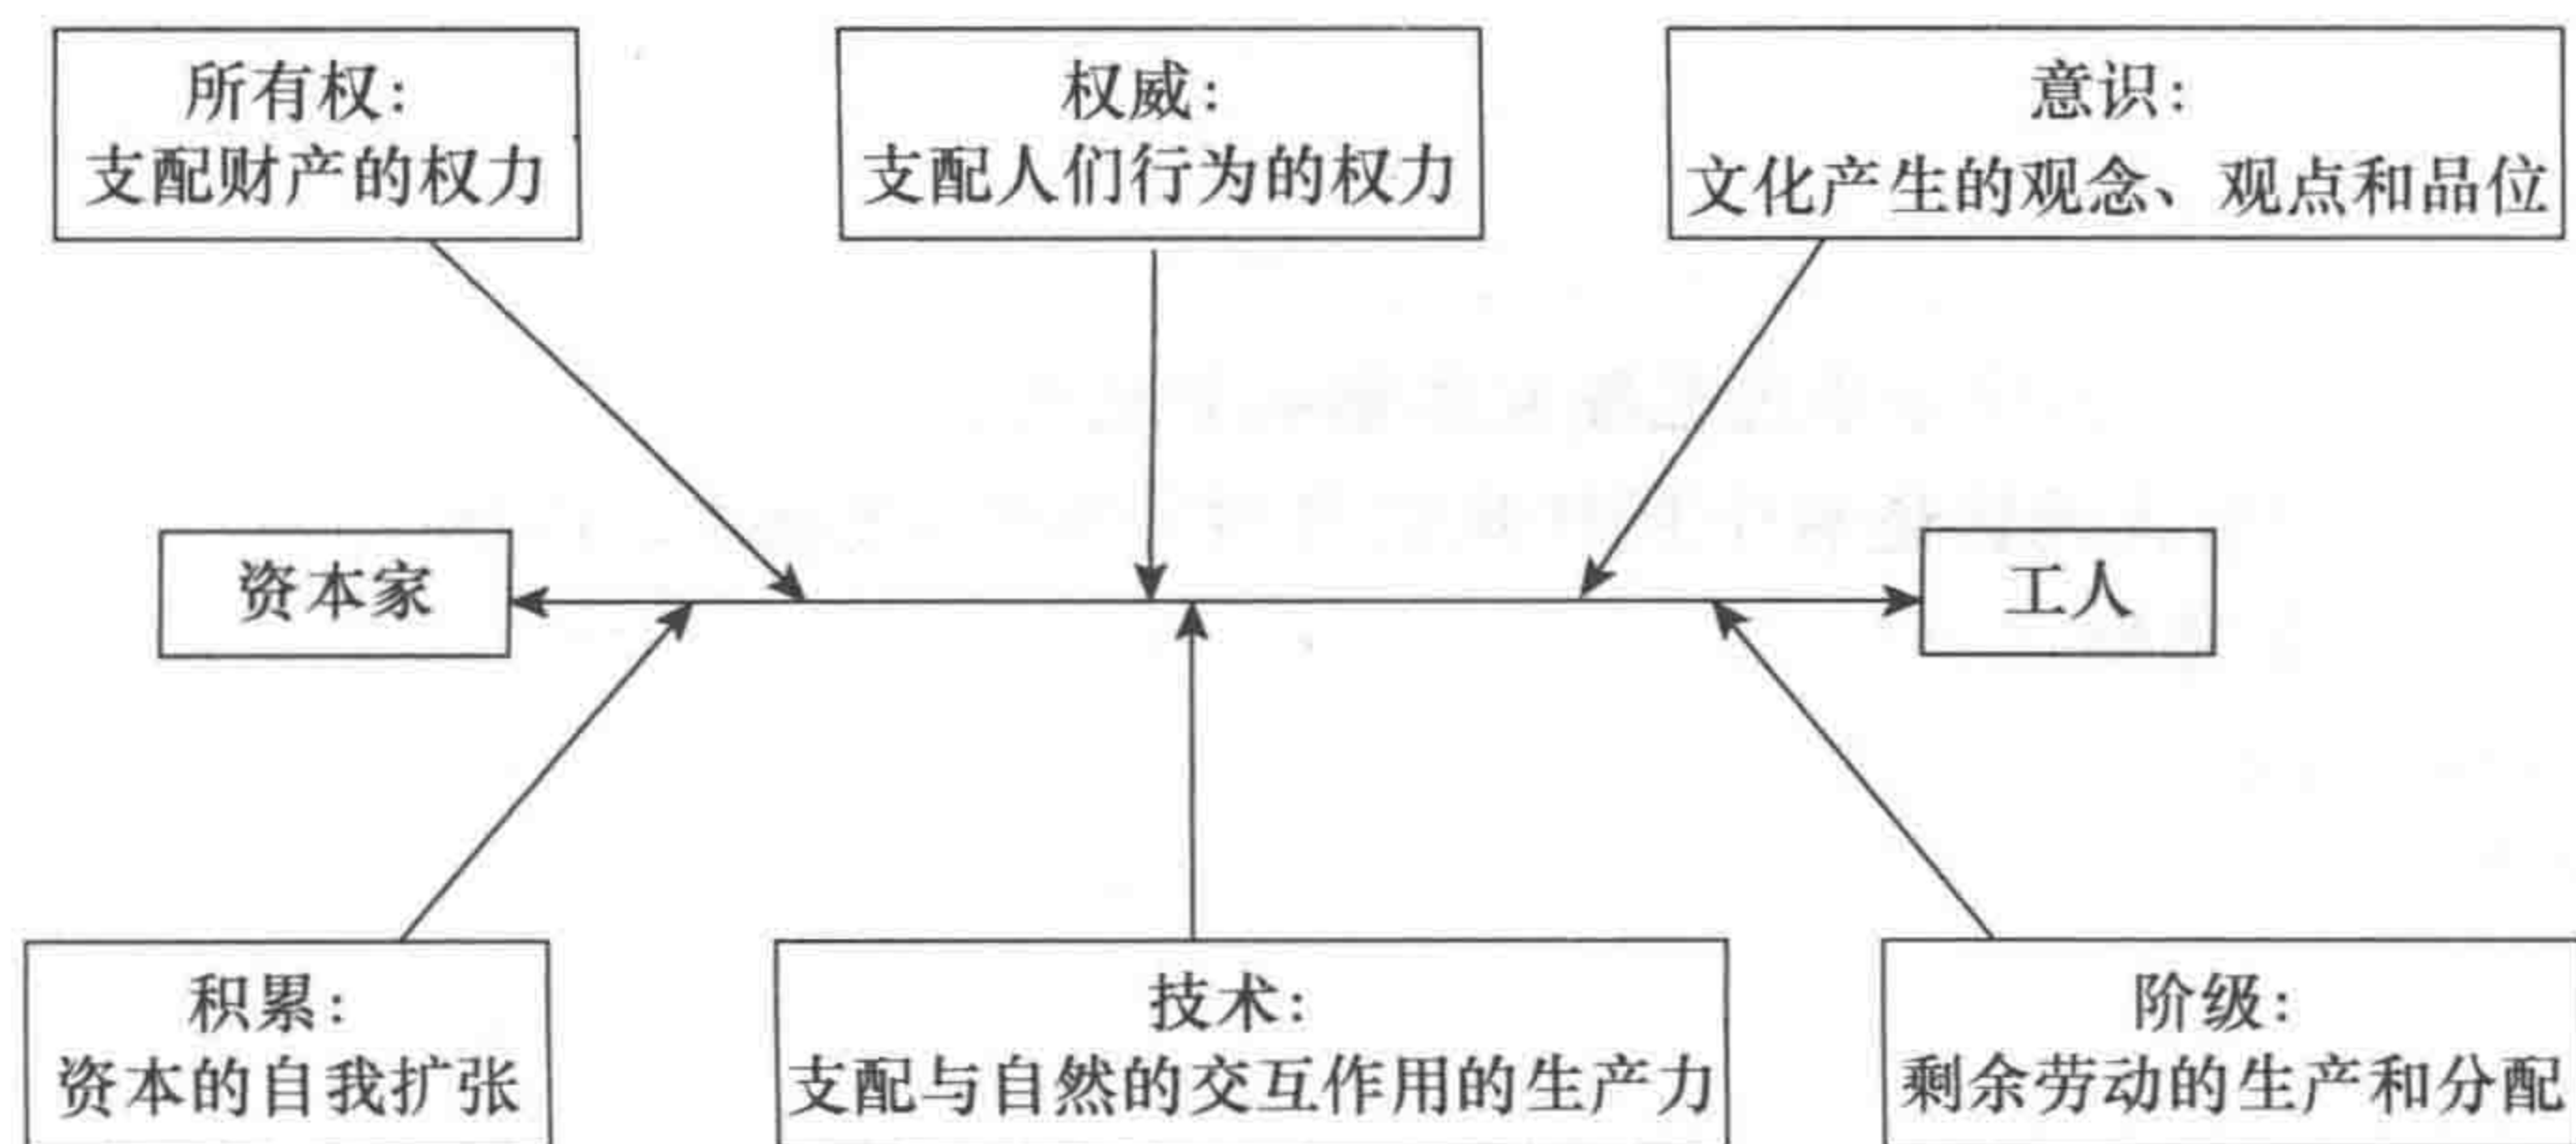 所有权：
支配财产的权力
权威：
支配人们行为的权力
意识：
文化产生的观念、观点和品位
资本家
工人
积累：
资本的自我扩张
技术：
支配与自然的交互作用的生产力
阶级：
剩余劳动的生产和分配